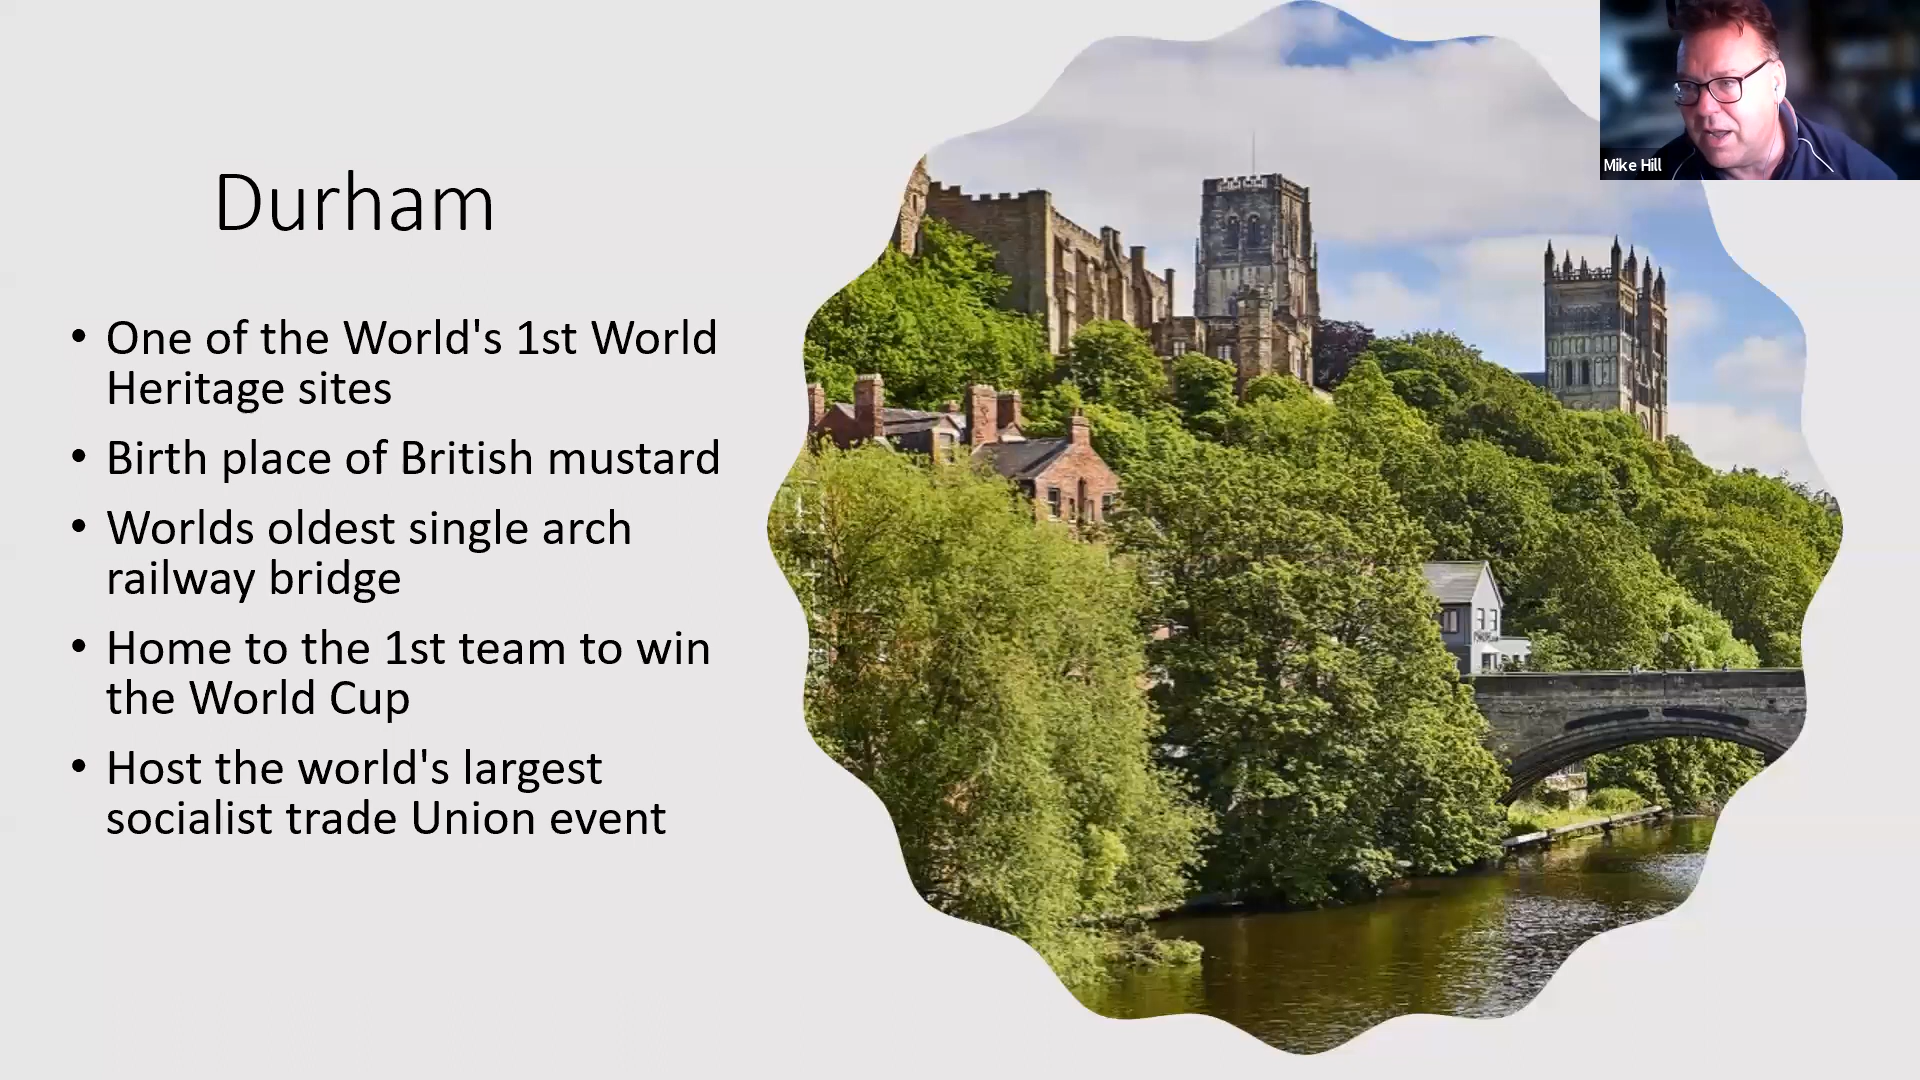 Mike Hill
Durham
• One of the World's 1st World
Heritage sites
• Birth place of British mustard
• Worlds oldest single arch
railway bridge
• Home to the 1st team to win
the World Cup
• Host the world's largest
socialist trade Union event